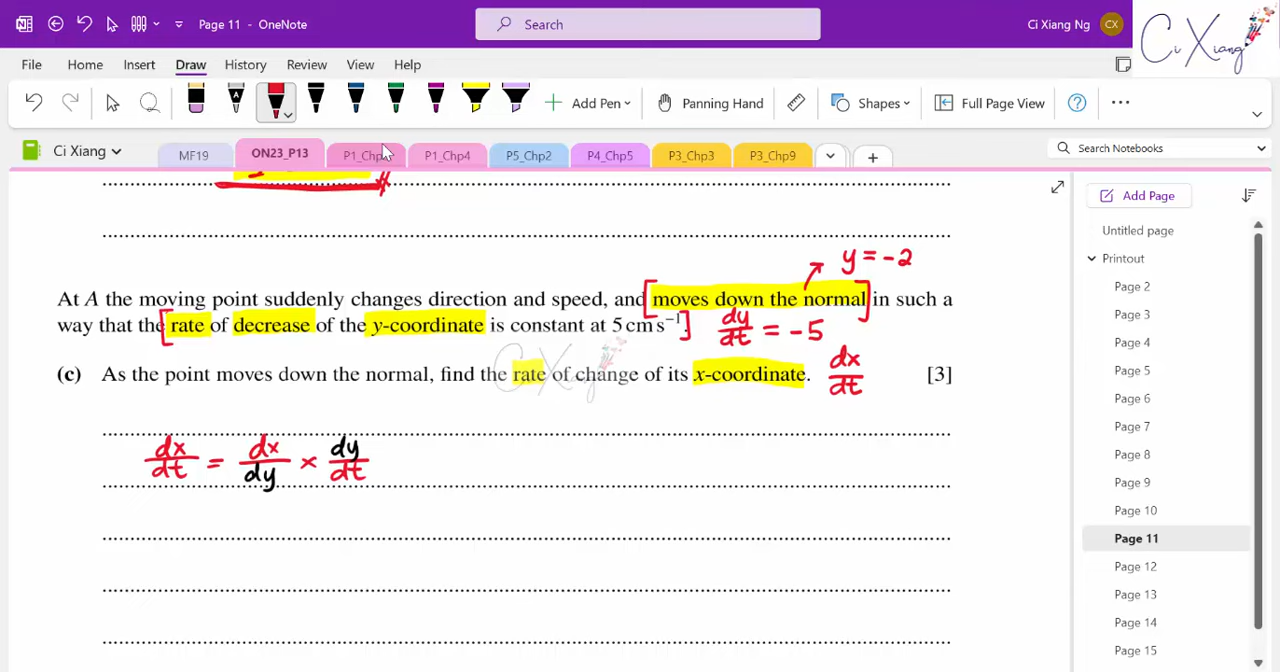 Page 11 - OneNote
Search
Ci Xiang Ng
CX
Ci Xiang
File Home Insert Draw History Review View Help
A
Add Pen
Panning Hand
Shapes
Full Page View
Ci Xiang
MF19
ON23_P13
P1_Chp
P1_Chp4
P5_Chp2
P4_Chp5
P3_Chp3
P3_Chp9
Search Notebooks
Add Page
Untitled page
Printout
Page 2
Page 3
Page 4
Page 5
Page 6
Page 7
Page 8
Page 9
Page 10
Page 11
Page 12
Page 13
Page 14
Page 15
y = -2
At A the moving point suddenly changes direction and speed, and [moves down the normal] in such a
way that the [rate of decrease of the y-coordinate is constant at 5 cm s⁻¹.] dy/dt = -5
Ci Xiang
(c) As the point moves down the normal, find the rate of change of its x-coordinate. dx/dt [3]
dx/dt = dx/dy × dy/dt